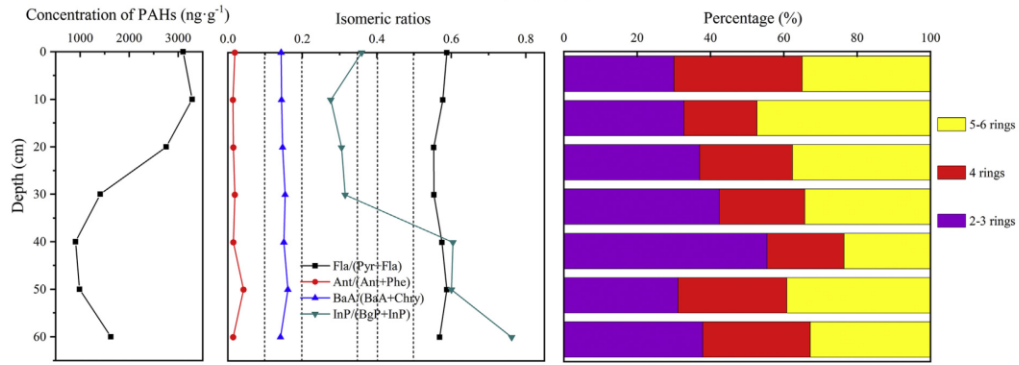 Concentration of PAHs (ng·g-1)
1000 2000 3000
Depth (cm)
0
10
20
30
40
50
60
Isomeric ratios
0.0 0.2 0.4 0.6 0.8
Fla/(Pyr+Fla)
Ant/(Ant+Phe)
BaA/(BaA+Chry)
InP/(BgP+InP)
Percentage (%)
0 20 40 60 80 100
5-6 rings
4 rings
2-3 rings